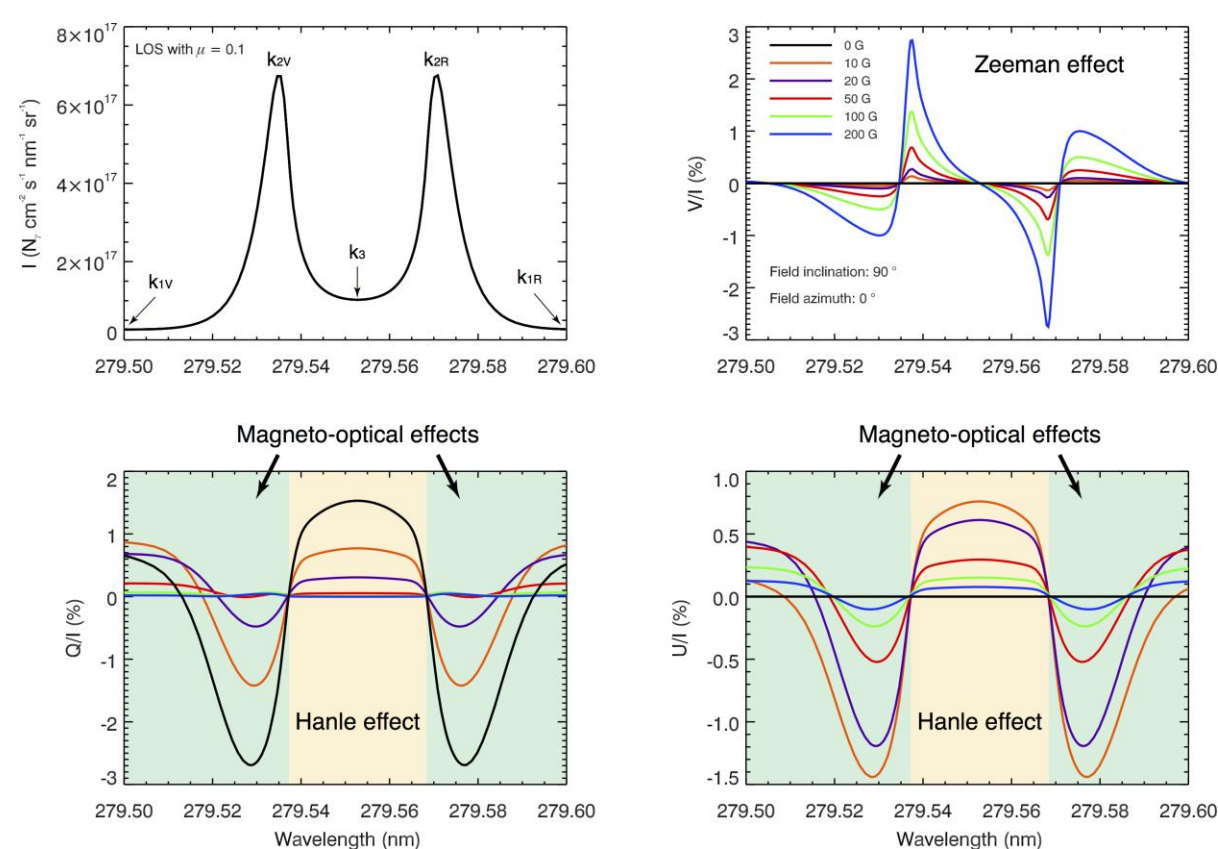 8×10¹⁷
6×10¹⁷
4×10¹⁷
2×10¹⁷
0
I (Nᵧ cm⁻² s⁻¹ nm⁻¹ sr⁻¹)
LOS with μ = 0.1
k2V
k2R
k3
k1V
k1R
279.50 279.52 279.54 279.56 279.58 279.60
3
2
1
0
-1
-2
-3
V/I (%)
0 G
10 G
20 G
50 G
100 G
200 G
Zeeman effect
Field inclination: 90 °
Field azimuth: 0 °
279.50 279.52 279.54 279.56 279.58 279.60
Magneto-optical effects
2
1
0
-1
-2
-3
Q/I (%)
Hanle effect
279.50 279.52 279.54 279.56 279.58 279.60
Wavelength (nm)
Magneto-optical effects
1.0
0.5
0.0
-0.5
-1.0
-1.5
U/I (%)
Hanle effect
279.50 279.52 279.54 279.56 279.58 279.60
Wavelength (nm)